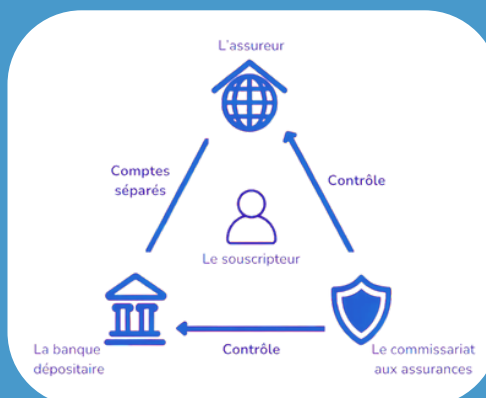 L'assureur
Comptes
séparés
Contrôle
Le souscripteur
La banque
dépositaire
Contrôle
Le commissariat
aux assurances